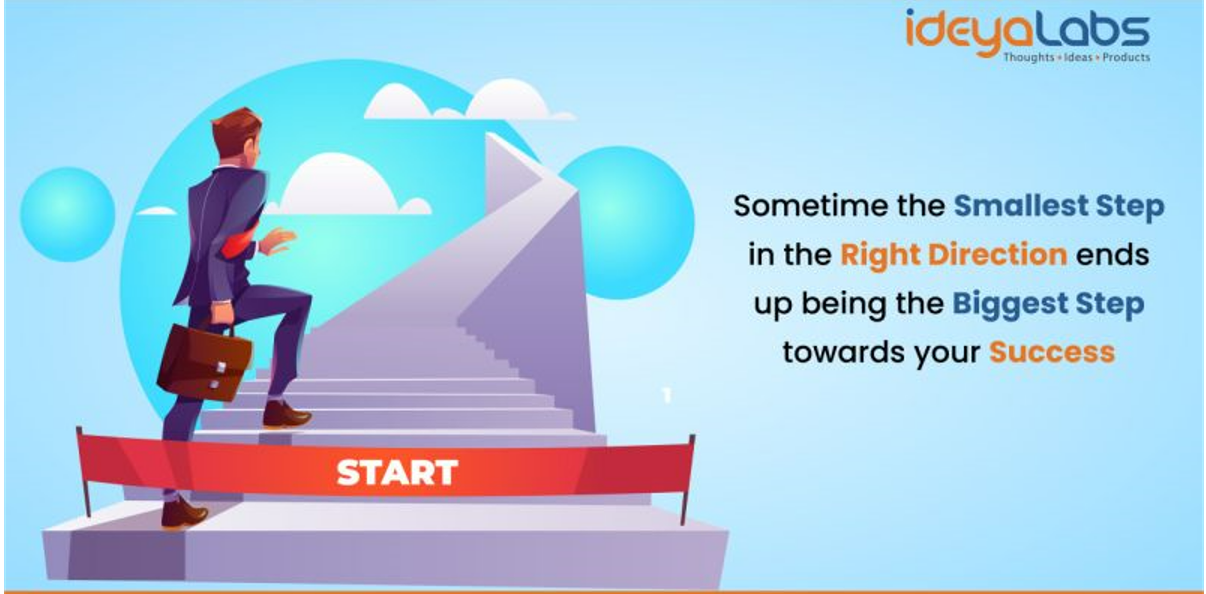 ideyaLabs
Thoughts • Ideas • Products
Sometime the Smallest Step
in the Right Direction ends
up being the Biggest Step
towards your Success
1
START